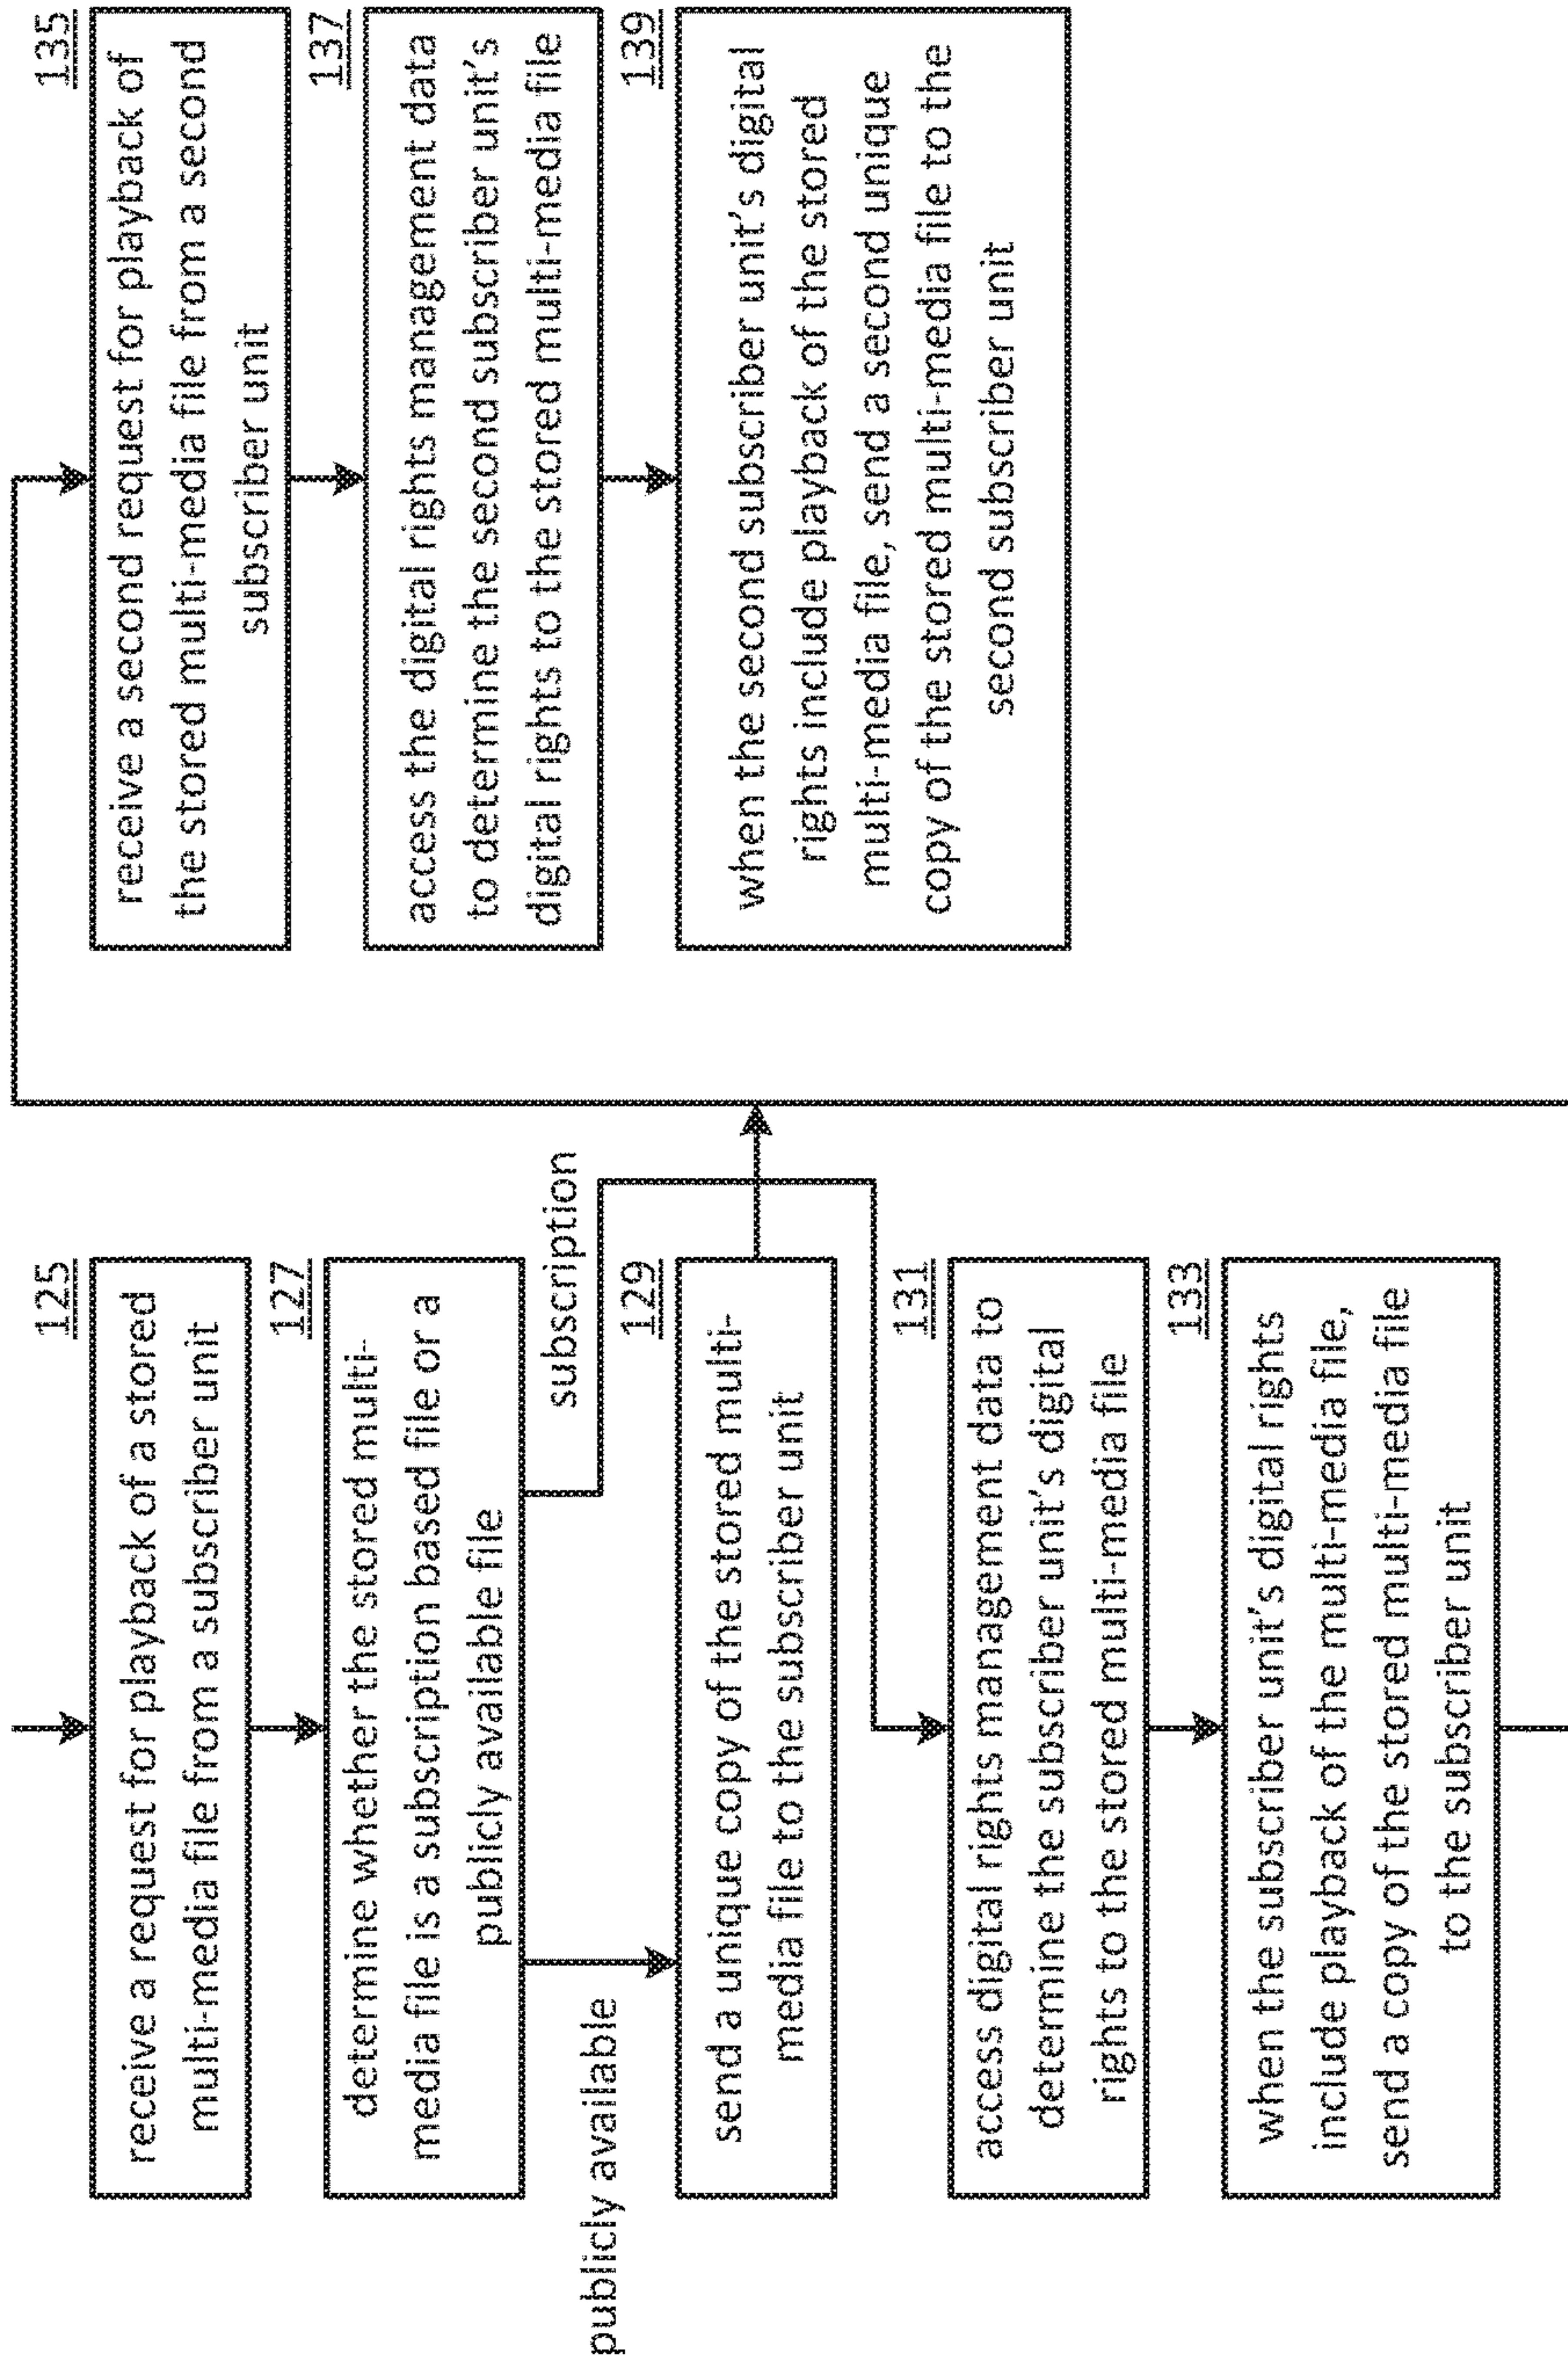 125
receive a request for playback of a stored
multi-media file from a subscriber unit
127
determine whether the stored multi-
media file is a subscription based file or a
publicly available file
publicly available
subscription
129
send a unique copy of the stored multi-
media file to the subscriber unit
131
access digital rights management data to
determine the subscriber unit's digital
rights to the stored multi-media file
133
when the subscriber unit's digital rights
include playback of the multi-media file,
send a copy of the stored multi-media file
to the subscriber unit
135
receive a second request for playback of
the stored multi-media file from a second
subscriber unit
137
access the digital rights management data
to determine the second subscriber unit's
digital rights to the stored multi-media file
139
when the second subscriber unit's digital
rights include playback of the stored
multi-media file, send a second unique
copy of the stored multi-media file to the
second subscriber unit